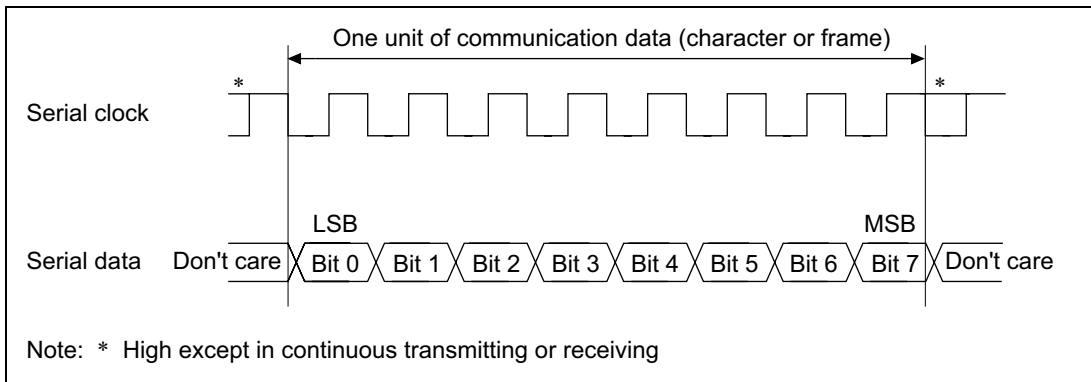 One unit of communication data (character or frame)
* *
Serial clock
LSB MSB
Serial data Don't care Bit 0 Bit 1 Bit 2 Bit 3 Bit 4 Bit 5 Bit 6 Bit 7 Don't care
Note: * High except in continuous transmitting or receiving